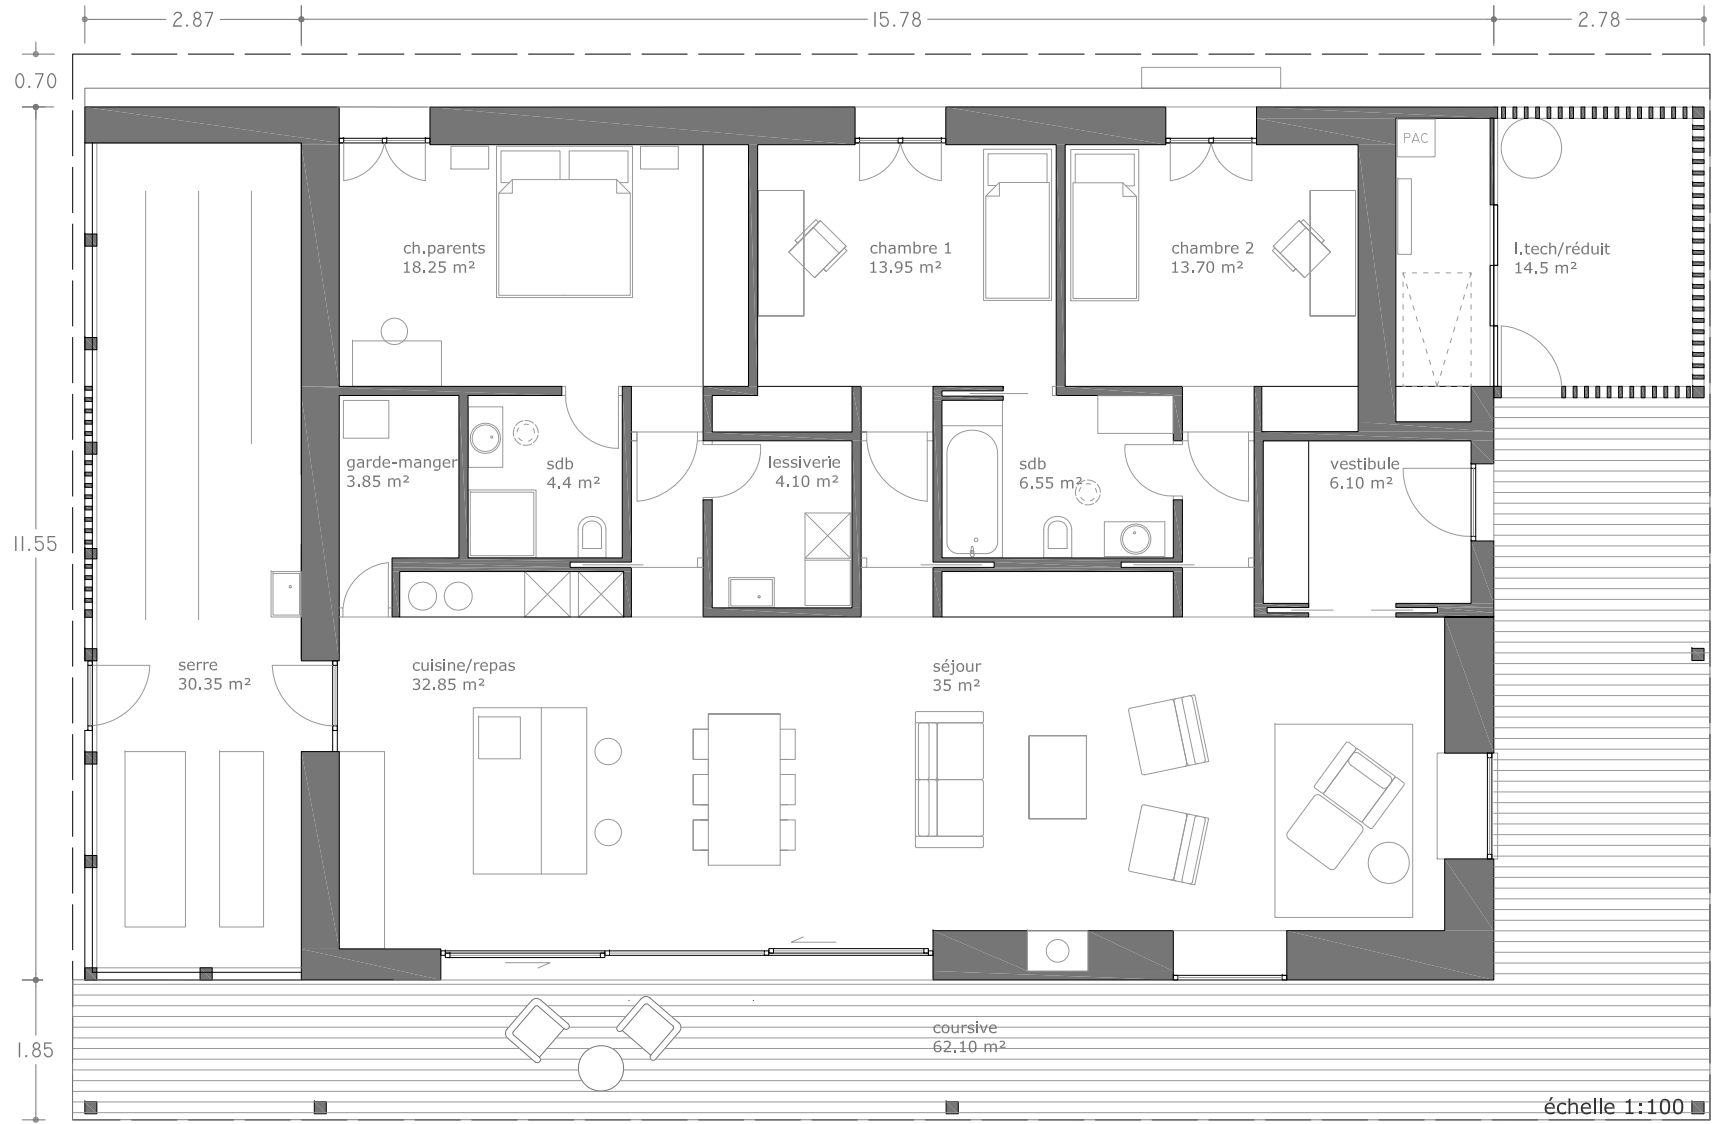 2.87
15.78
2.78
0.70
11.55
1.85
PAC
ch.parents
18.25 m²
chambre 1
13.95 m²
chambre 2
13.70 m²
l.tech/réduit
14.5 m²
garde-manger
3.85 m²
sdb
4.4 m²
lessiverie
4.10 m²
sdb
6.55 m²
vestibule
6.10 m²
serre
30.35 m²
cuisine/repas
32.85 m²
séjour
35 m²
coursive
62.10 m²
échelle 1:100